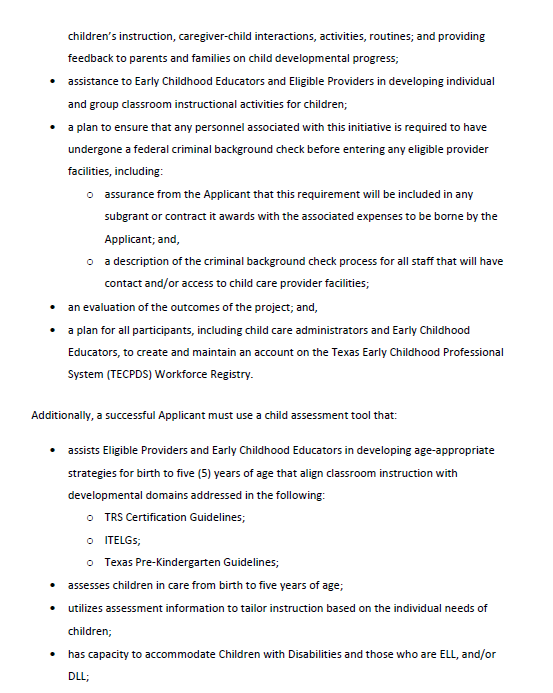 children's instruction, caregiver-child interactions, activities, routines; and providing
feedback to parents and families on child developmental progress;
• assistance to Early Childhood Educators and Eligible Providers in developing individual
and group classroom instructional activities for children;
• a plan to ensure that any personnel associated with this initiative is required to have
undergone a federal criminal background check before entering any eligible provider
facilities, including:
o assurance from the Applicant that this requirement will be included in any
subgrant or contract it awards with the associated expenses to be borne by the
Applicant; and,
o a description of the criminal background check process for all staff that will have
contact and/or access to child care provider facilities;
• an evaluation of the outcomes of the project; and,
• a plan for all participants, including child care administrators and Early Childhood
Educators, to create and maintain an account on the Texas Early Childhood Professional
System (TECPDS) Workforce Registry.
Additionally, a successful Applicant must use a child assessment tool that:
• assists Eligible Providers and Early Childhood Educators in developing age-appropriate
strategies for birth to five (5) years of age that align classroom instruction with
developmental domains addressed in the following:
o TRS Certification Guidelines;
o ITELGs;
o Texas Pre-Kindergarten Guidelines;
• assesses children in care from birth to five years of age;
• utilizes assessment information to tailor instruction based on the individual needs of
children;
• has capacity to accommodate Children with Disabilities and those who are ELL, and/or
DLL;